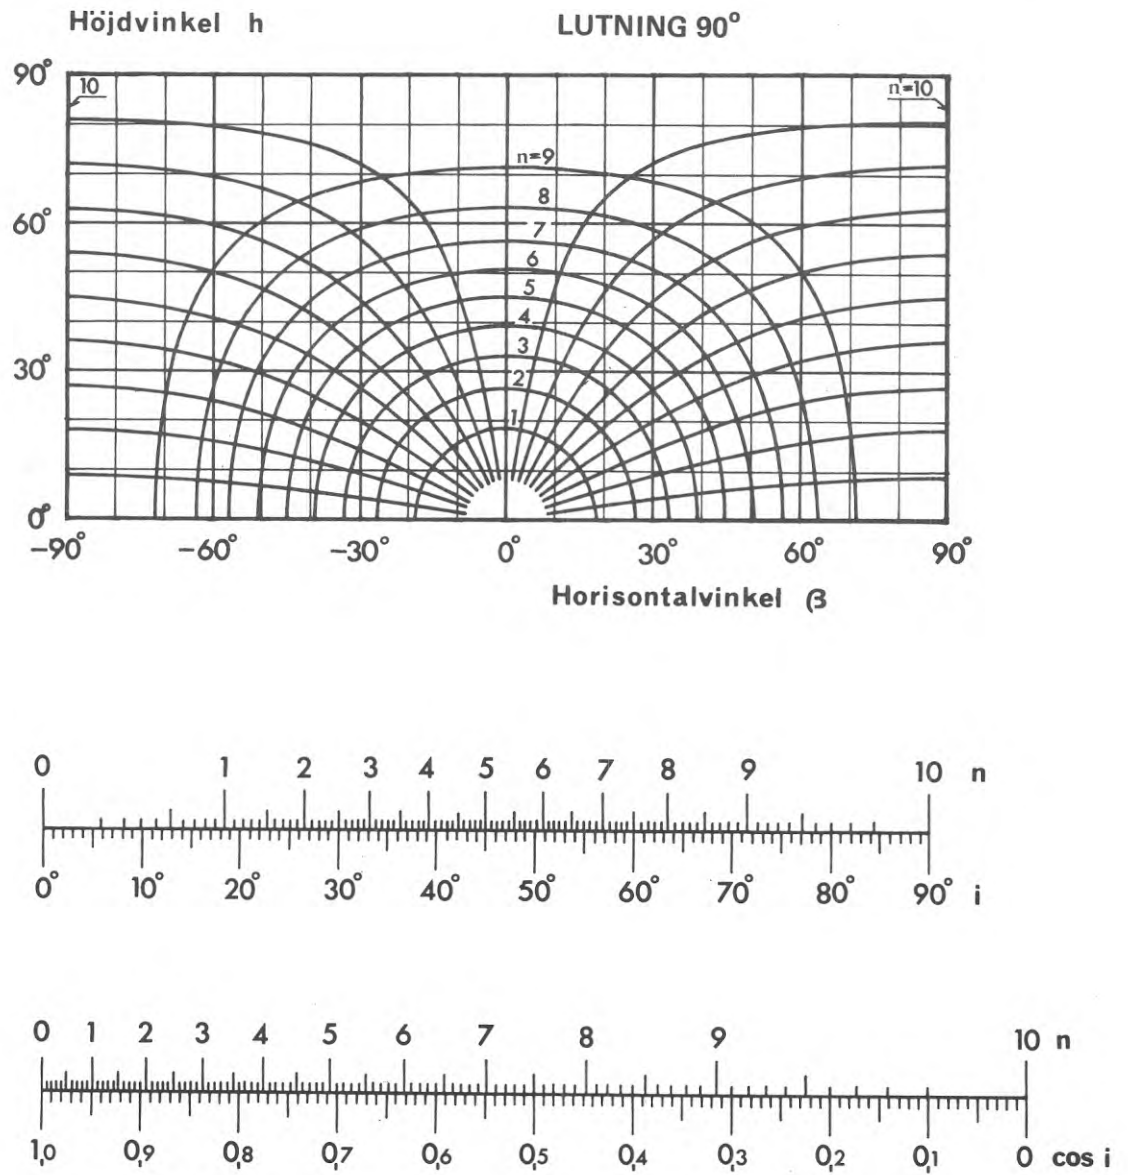 Höjdvinkel h
LUTNING 90°
90°
10
n=10
n=9
8
60°
7
6
5
4
3
30°
2
1
0°
−90° −60° −30° 0° 30° 60° 90°
Horisontalvinkel β
0 1 2 3 4 5 6 7 8 9 10 n
0° 10° 20° 30° 40° 50° 60° 70° 80° 90° i
0 1 2 3 4 5 6 7 8 9 10 n
1,0 0,9 0,8 0,7 0,6 0,5 0,4 0,3 0,2 0,1 0 cos i